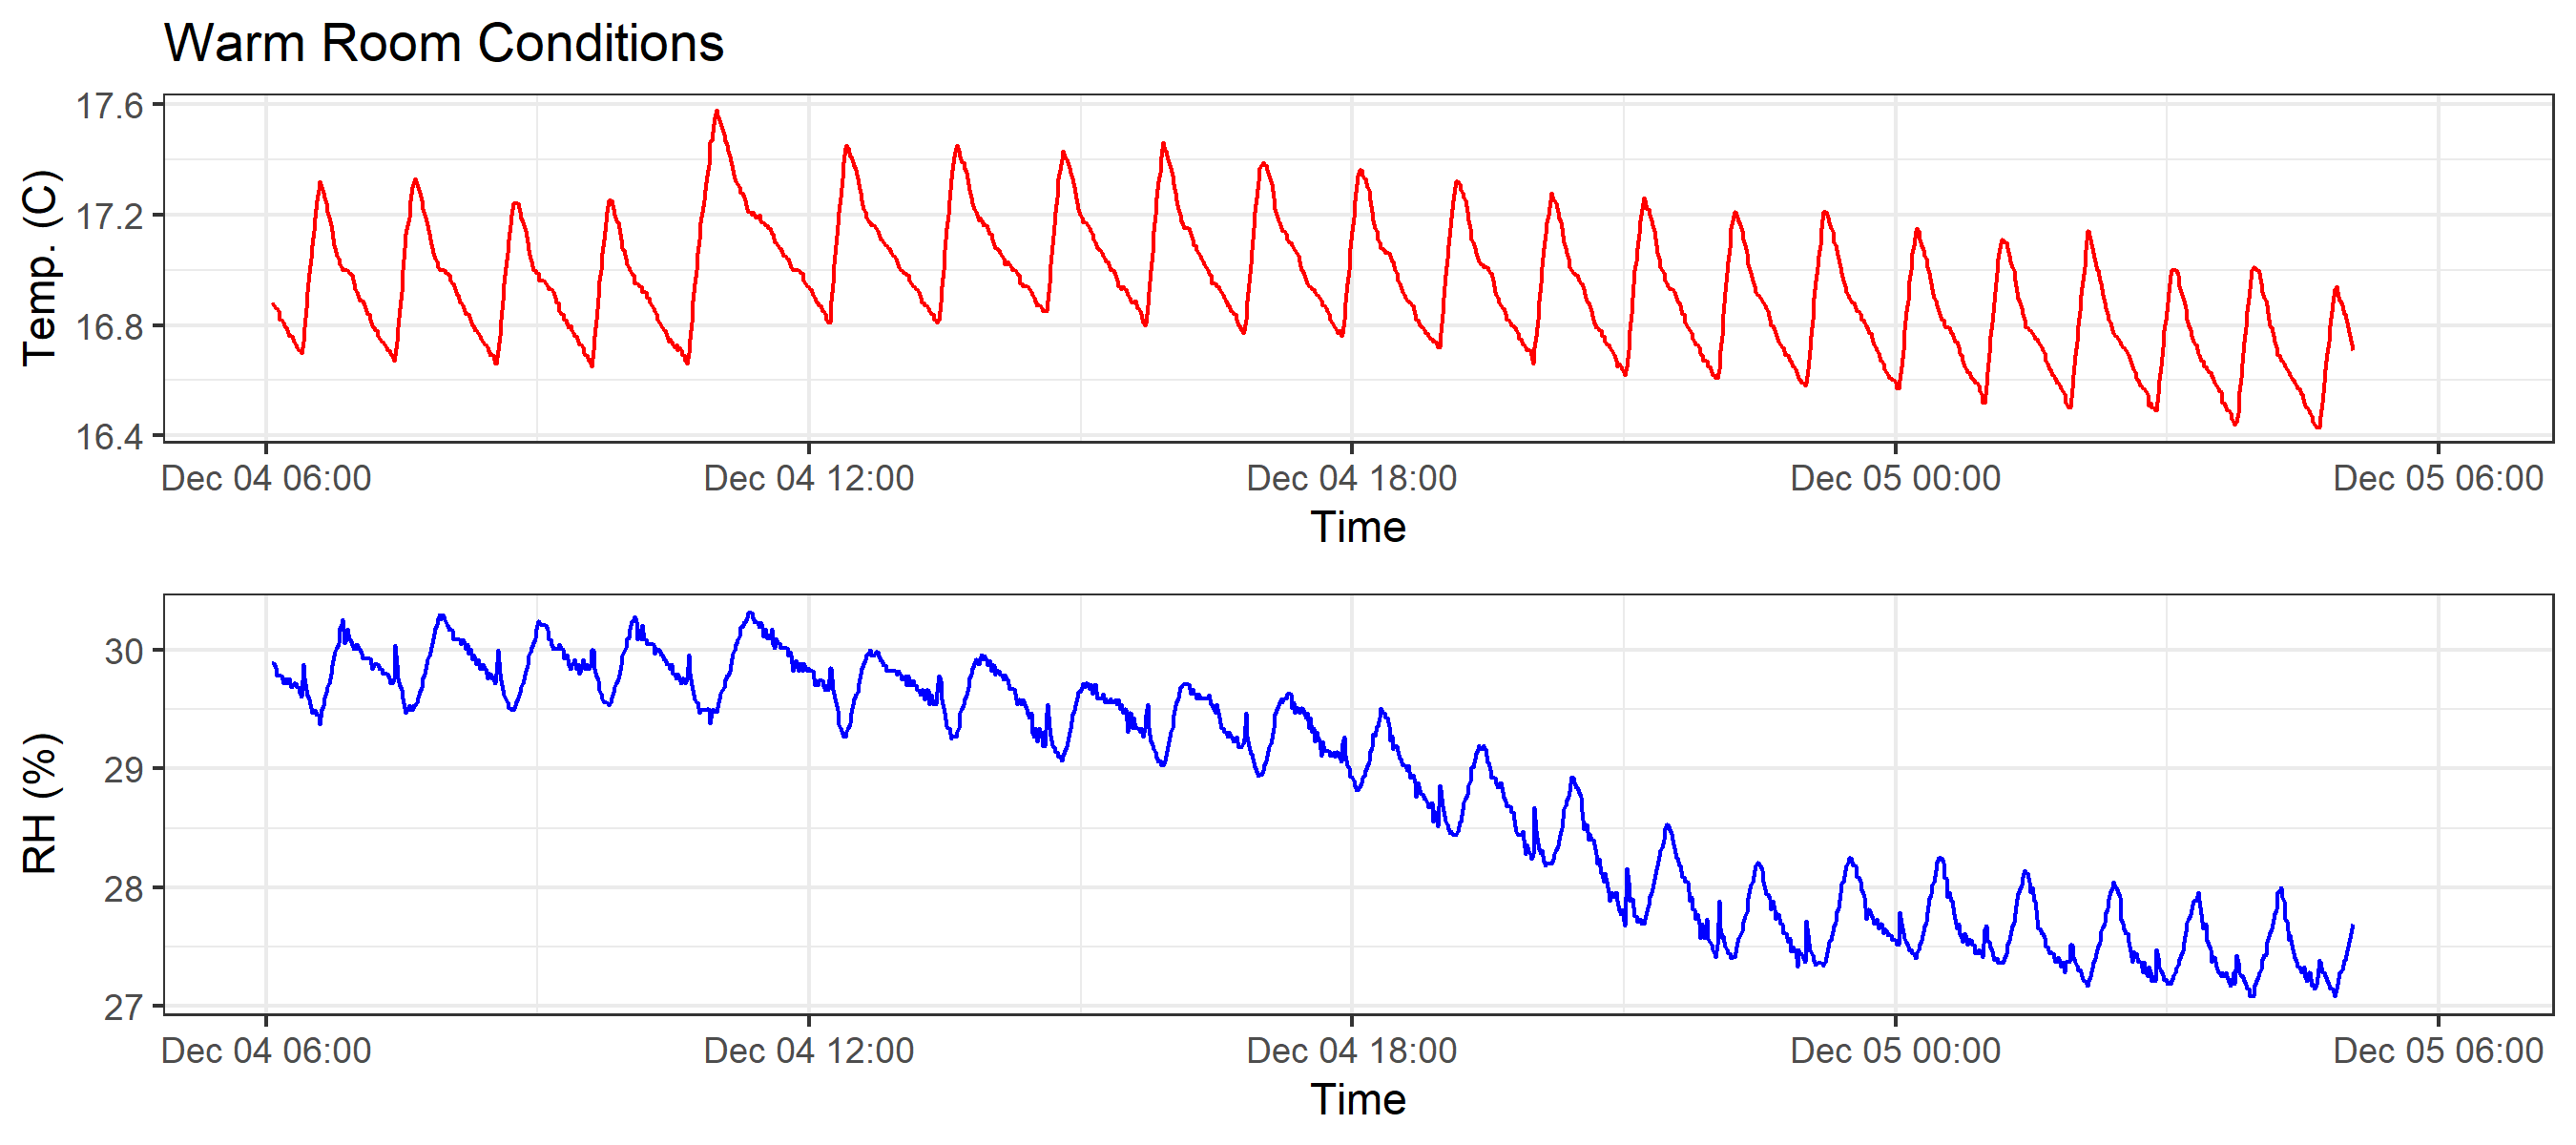 Warm Room Conditions
Temp. (C)
17.6
17.2
16.8
16.4
Dec 04 06:00 Dec 04 12:00 Dec 04 18:00 Dec 05 00:00 Dec 05 06:00
Time
RH (%)
30
29
28
27
Dec 04 06:00 Dec 04 12:00 Dec 04 18:00 Dec 05 00:00 Dec 05 06:00
Time